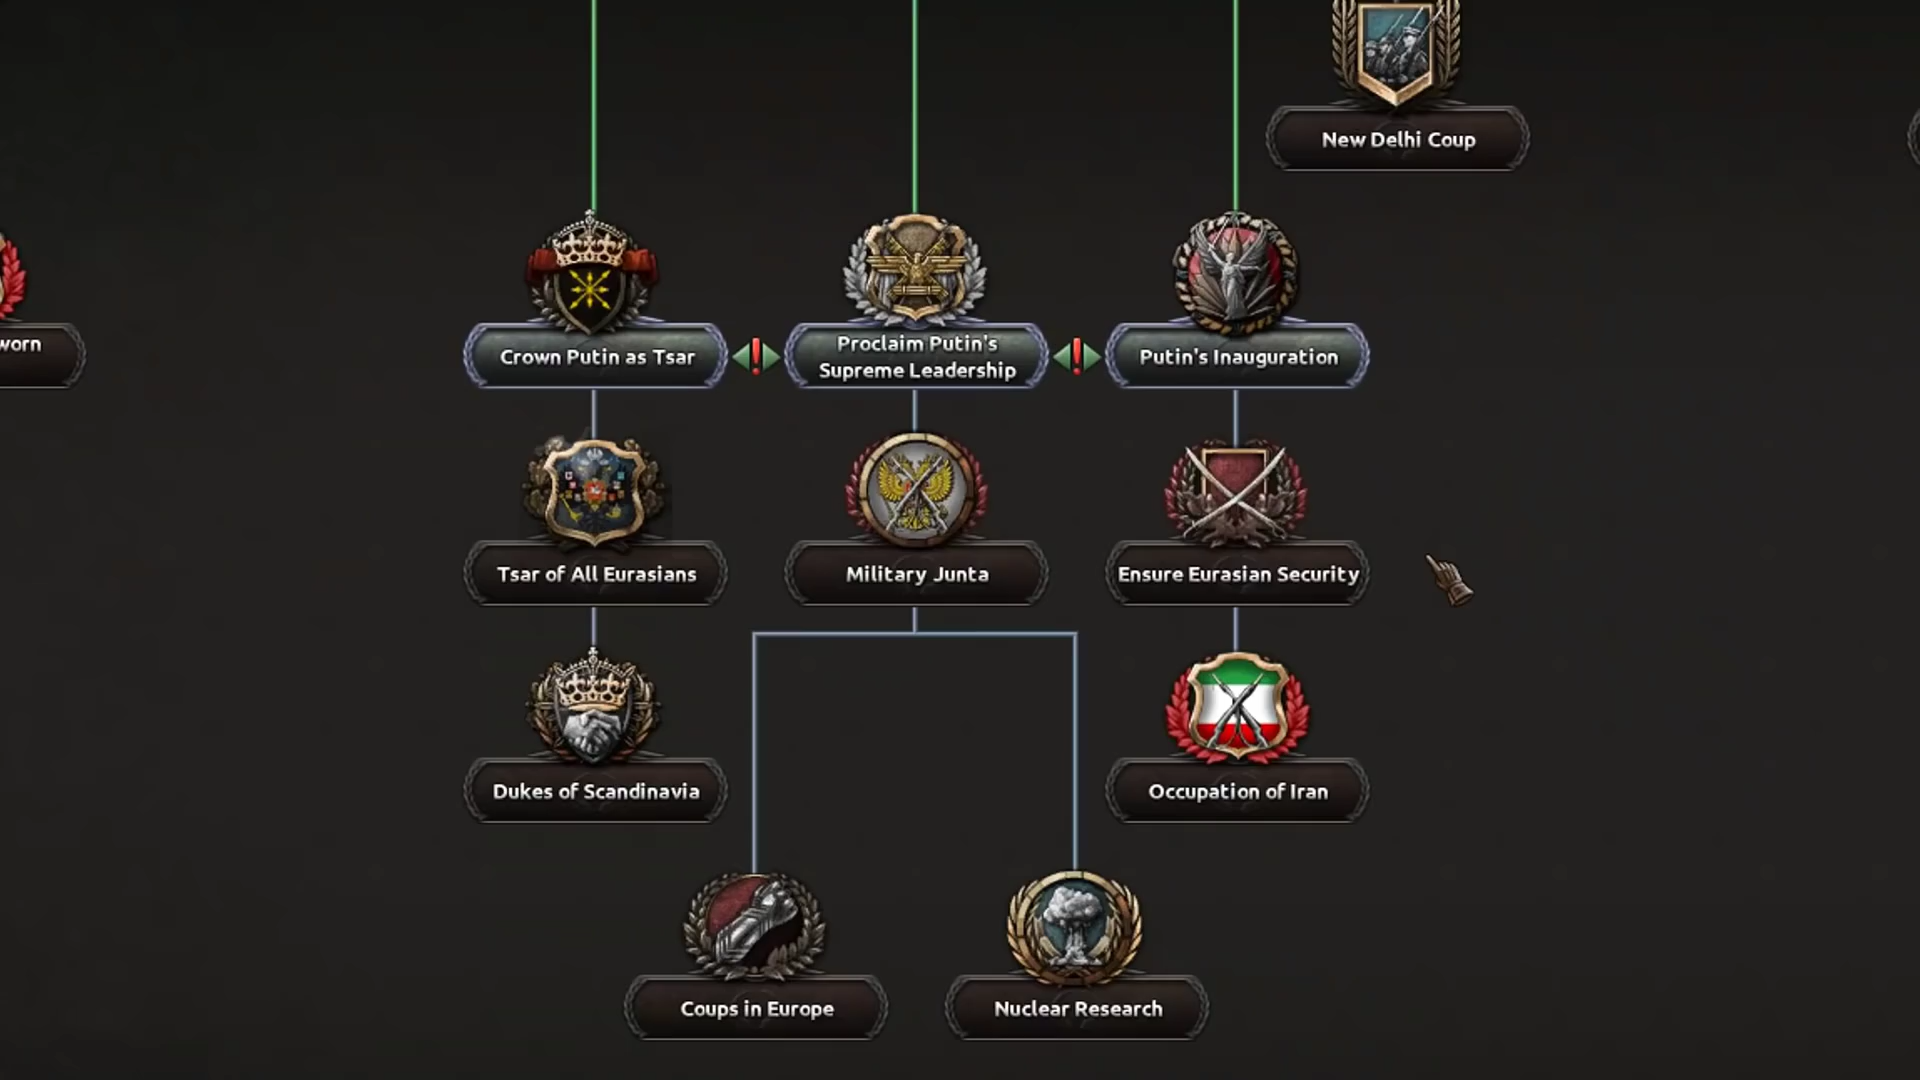 New Delhi Coup
worn
Crown Putin as Tsar
Proclaim Putin's
Supreme Leadership
Putin's Inauguration
Tsar of All Eurasians
Military Junta
Ensure Eurasian Security
Dukes of Scandinavia
Occupation of Iran
Coups in Europe
Nuclear Research